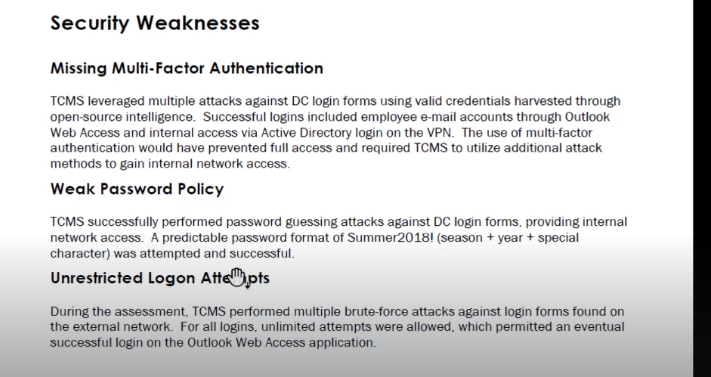 Security Weaknesses
Missing Multi-Factor Authentication
TCMS leveraged multiple attacks against DC login forms using valid credentials harvested through
open-source intelligence. Successful logins included employee e-mail accounts through Outlook
Web Access and internal access via Active Directory login on the VPN. The use of multi-factor
authentication would have prevented full access and required TCMS to utilize additional attack
methods to gain internal network access.
Weak Password Policy
TCMS successfully performed password guessing attacks against DC login forms, providing internal
network access. A predictable password format of Summer2018! (season + year + special
character) was attempted and successful.
Unrestricted Logon Attempts
During the assessment, TCMS performed multiple brute-force attacks against login forms found on
the external network. For all logins, unlimited attempts were allowed, which permitted an eventual
successful login on the Outlook Web Access application.